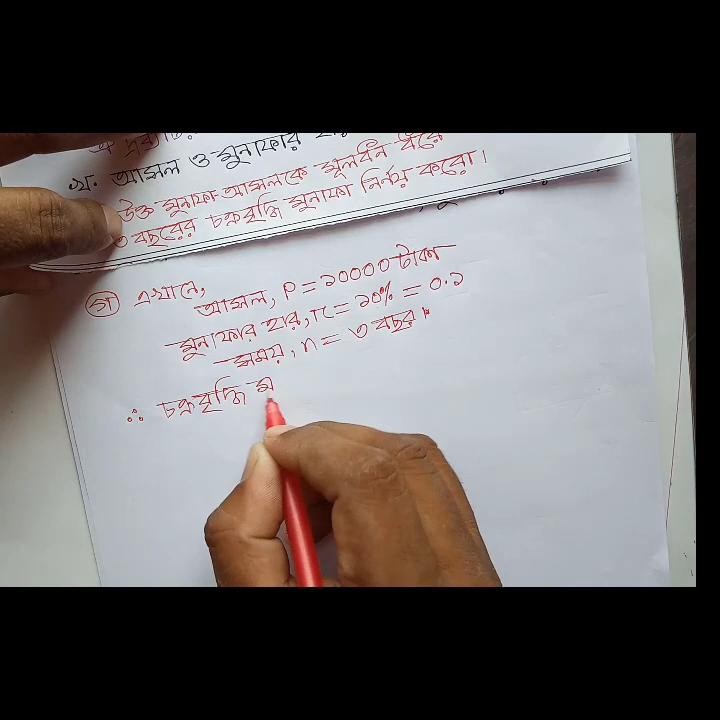 খ. আসল ও মুনাফার
উক্ত মুনাফা-আসলকে মূলধন ধরে
৩ বছরের চক্রবৃদ্ধি মুনাফা নির্ণয় করো।
গ এখানে,
আসল, P = ১০০০০ টাকা
মুনাফার হার, r = ১০% = ০.১
সময়, n = ৩ বছর।
∴ চক্রবৃদ্ধি ম